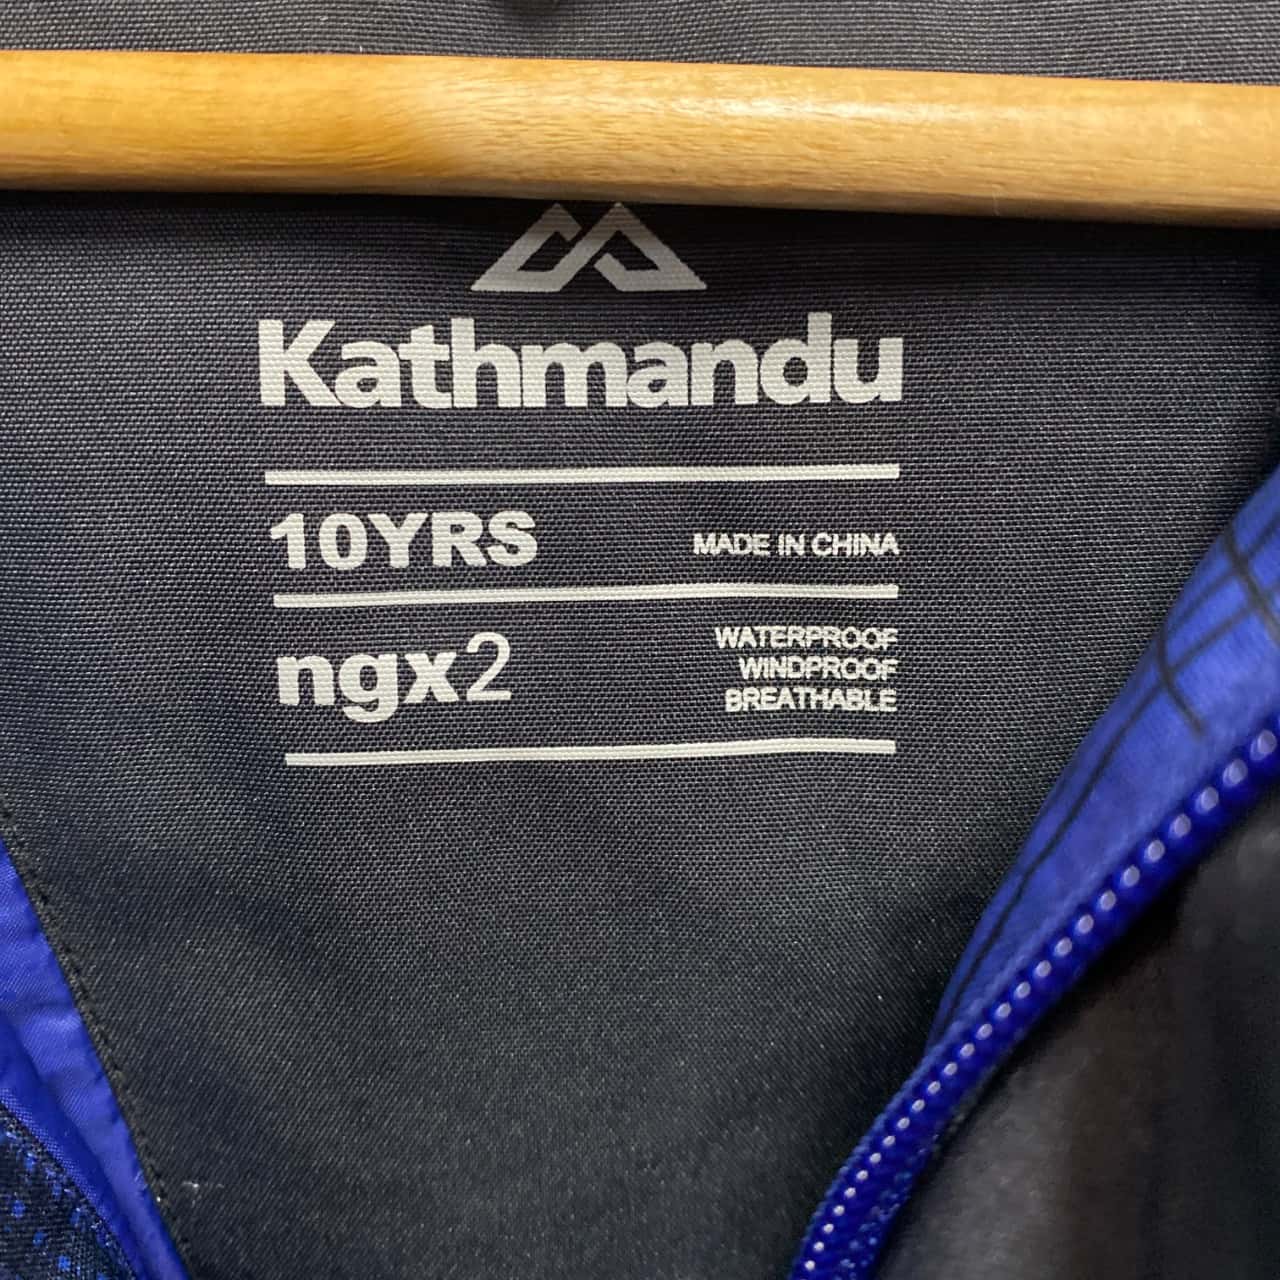 Kathmandu
10YRS
MADE IN CHINA
ngx2
WATERPROOF
WINDPROOF
BREATHABLE